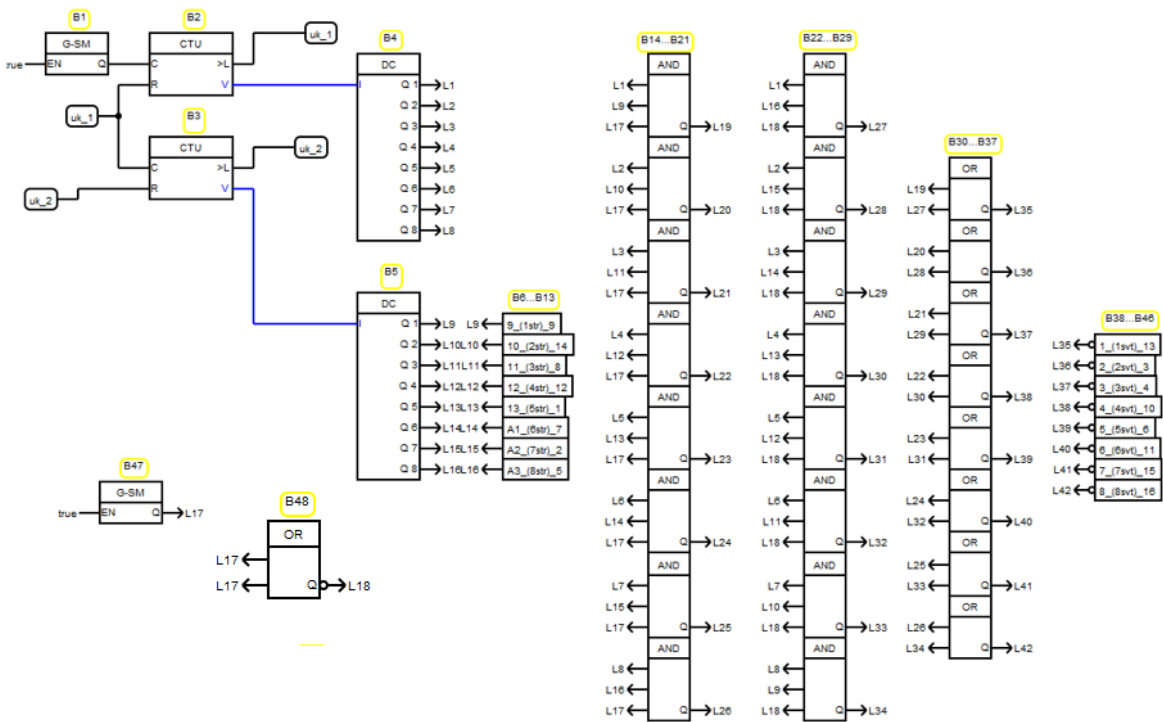 B1
G-SM
true
EN
Q
B2
CTU
C
>L
R
V
uk_1
uk_1
B3
CTU
C
>L
R
V
uk_2
uk_2
B4
DC
I
Q 1
L1
Q 2
L2
Q 3
L3
Q 4
L4
Q 5
L5
Q 6
L6
Q 7
L7
Q 8
L8
B5
DC
I
Q 1
L9
Q 2
L10
Q 3
L11
Q 4
L12
Q 5
L13
Q 6
L14
Q 7
L15
Q 8
L16
B6...B13
L9
9_(1str)_9
L10
10_(2str)_14
L11
11_(3str)_8
L12
12_(4str)_12
L13
13_(5str)_1
L14
A1_(6str)_7
L15
A2_(7str)_2
L16
A3_(8str)_5
B47
G-SM
true
EN
Q
L17
B48
OR
L17
L17
Q
L18
B14...B21
AND
L1
L9
L17
Q
L19
AND
L2
L10
L17
Q
L20
AND
L3
L11
L17
Q
L21
AND
L4
L12
L17
Q
L22
AND
L5
L13
L17
Q
L23
AND
L6
L14
L17
Q
L24
AND
L7
L15
L17
Q
L25
AND
L8
L16
L17
Q
L26
B22...B29
AND
L1
L16
L18
Q
L27
AND
L2
L15
L18
Q
L28
AND
L3
L14
L18
Q
L29
AND
L4
L13
L18
Q
L30
AND
L5
L12
L18
Q
L31
AND
L6
L11
L18
Q
L32
AND
L7
L10
L18
Q
L33
AND
L8
L9
L18
Q
L34
B30...B37
OR
L19
L27
Q
L35
OR
L20
L28
Q
L36
OR
L21
L29
Q
L37
OR
L22
L30
Q
L38
OR
L23
L31
Q
L39
OR
L24
L32
Q
L40
OR
L25
L33
Q
L41
OR
L26
L34
Q
L42
B38...B46
L35
1_(1svt)_13
L36
2_(2svt)_3
L37
3_(3svt)_4
L38
4_(4svt)_10
L39
5_(5svt)_6
L40
6_(6svt)_11
L41
7_(7svt)_15
L42
8_(8svt)_16